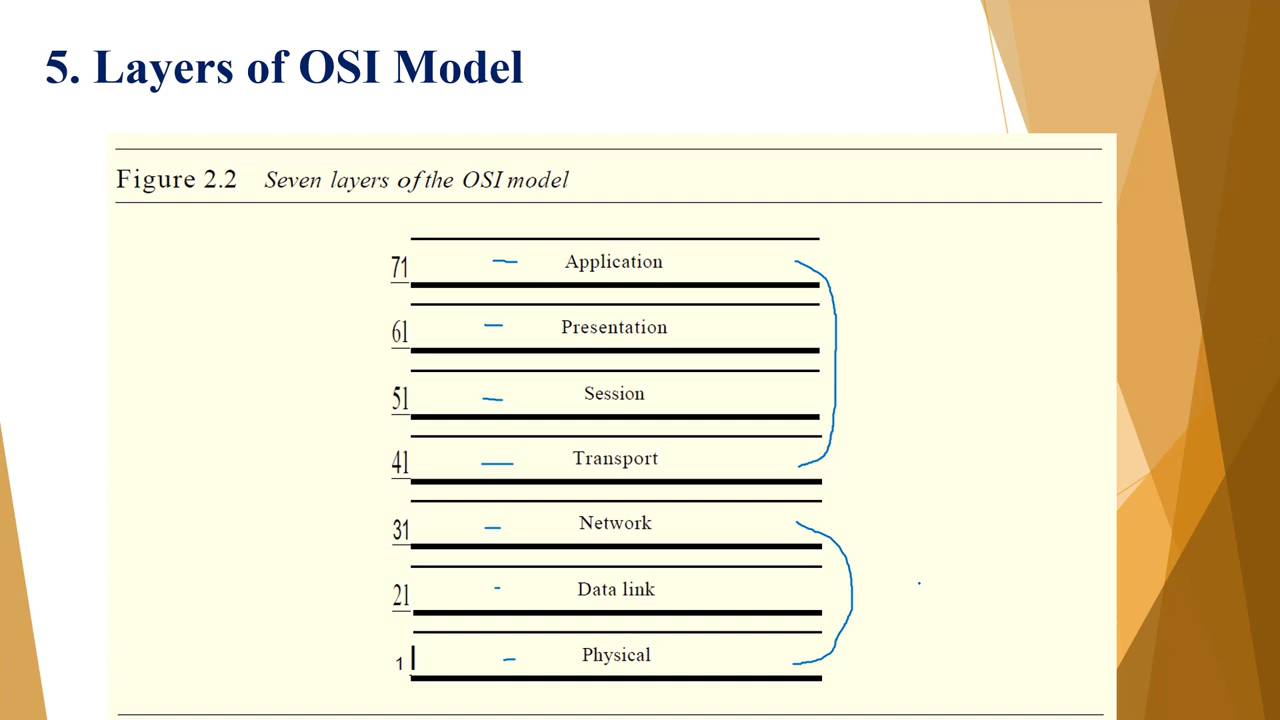 5. Layers of OSI Model
Figure 2.2 Seven layers of the OSI model
71 Application
61 Presentation
51 Session
41 Transport
31 Network
21 Data link
1 Physical